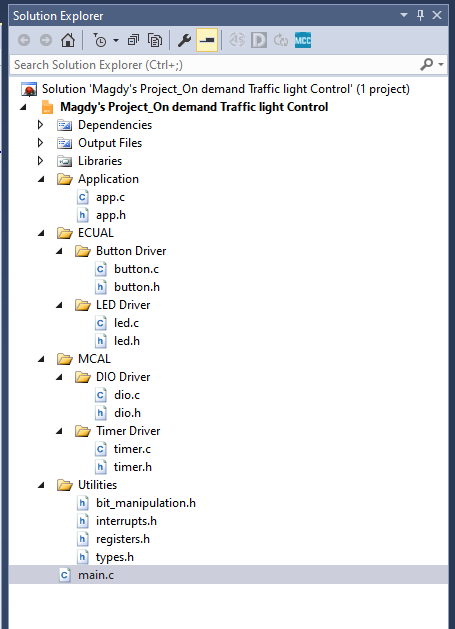 Solution Explorer
MCC
Search Solution Explorer (Ctrl+;)
Solution 'Magdy's Project_On demand Traffic light Control' (1 project)
Magdy's Project_On demand Traffic light Control
Dependencies
Output Files
Libraries
Application
app.c
app.h
ECUAL
Button Driver
button.c
button.h
LED Driver
led.c
led.h
MCAL
DIO Driver
dio.c
dio.h
Timer Driver
timer.c
timer.h
Utilities
bit_manipulation.h
interrupts.h
registers.h
types.h
main.c